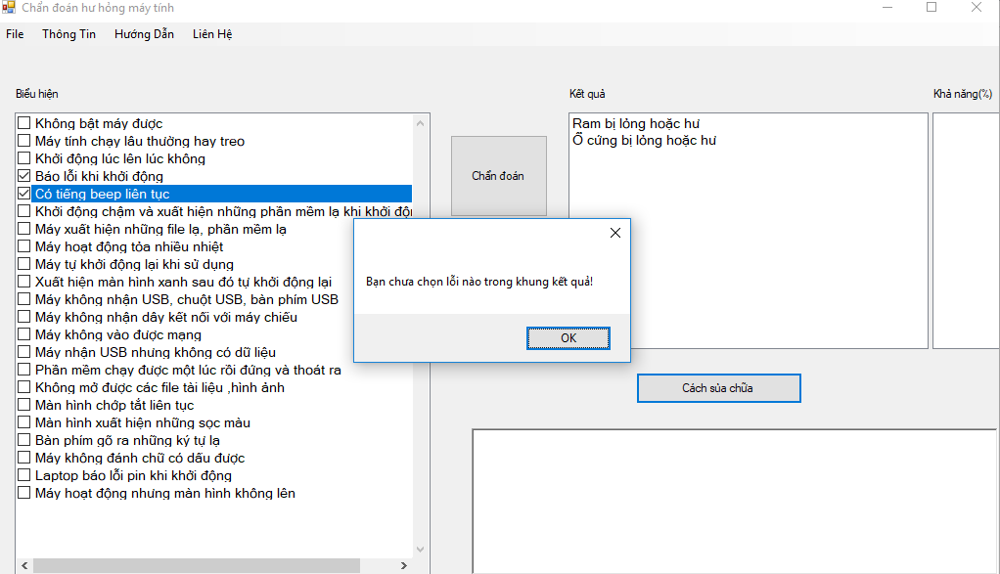 Chẩn đoán hư hỏng máy tính
File Thông Tin Hướng Dẫn Liên Hệ
Biểu hiện
Không bật máy được
Máy tính chạy lâu thường hay treo
Khởi động lúc lên lúc không
Báo lỗi khi khởi động
Có tiếng beep liên tục
Khởi động chậm và xuất hiện những phần mềm lạ khi khởi
Máy xuất hiện những file lạ, phần mềm lạ
Máy hoạt động tỏa nhiều nhiệt
Máy tự khởi động lại khi sử dụng
Xuất hiện màn hình xanh sau đó tự khởi động lại
Máy không nhận USB, chuột USB, bàn phím USB
Máy không nhận dây kết nối với máy chiếu
Máy không vào được mạng
Máy nhận USB nhưng không có dữ liệu
Phần mềm chạy được một lúc rồi đứng và thoát ra
Không mở được các file tài liệu ,hình ảnh
Màn hình chớp tắt liên tục
Màn hình xuất hiện những sọc màu
Bàn phím gõ ra những ký tự lạ
Máy không đánh chữ có dấu được
Laptop báo lỗi pin khi khởi động
Máy hoạt động nhưng màn hình không lên
Chẩn đoán
Kết quả
Ram bị lỏng hoặc hư
Ổ cứng bị lỏng hoặc hư
Khả năng(%)
Bạn chưa chọn lỗi nào trong khung kết quả!
OK
Cách sủa chữa